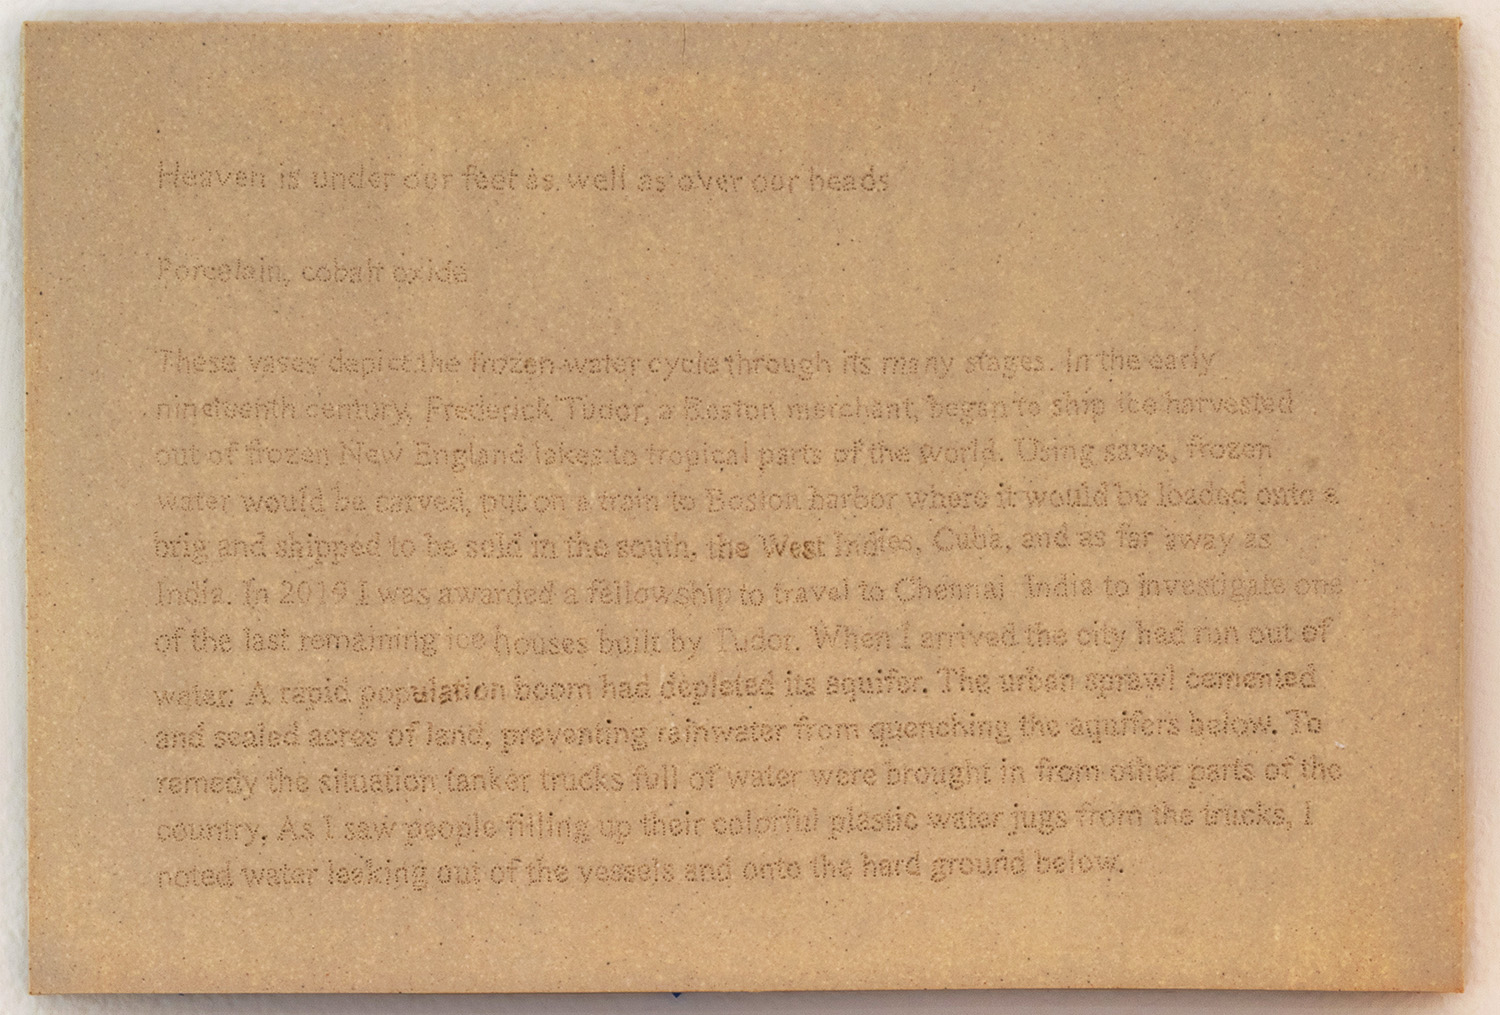 Heaven is under our feet as well as over our heads
Porcelain, cobalt oxide
These vases depict the frozen water cycle through its many stages. In the early
nineteenth century, Frederick Tudor, a Boston merchant, began to ship ice harvested
out of frozen New England lakes to tropical parts of the world. Using saws, frozen
water would be carved, put on a train to Boston harbor where it would be loaded onto a
brig and shipped to be sold in the south, the West Indies, Cuba, and as far away as
India. In 2019 I was awarded a fellowship to travel to Chennai India to investigate one
of the last remaining ice houses built by Tudor. When I arrived the city had run out of
water. A rapid population boom had depleted its aquifer. The urban sprawl cemented
and sealed acres of land, preventing rainwater from quenching the aquifers below. To
remedy the situation tanker trucks full of water were brought in from other parts of the
country. As I saw people filling up their colorful plastic water jugs from the trucks, I
noted water leaking out of the vessels and onto the hard ground below.